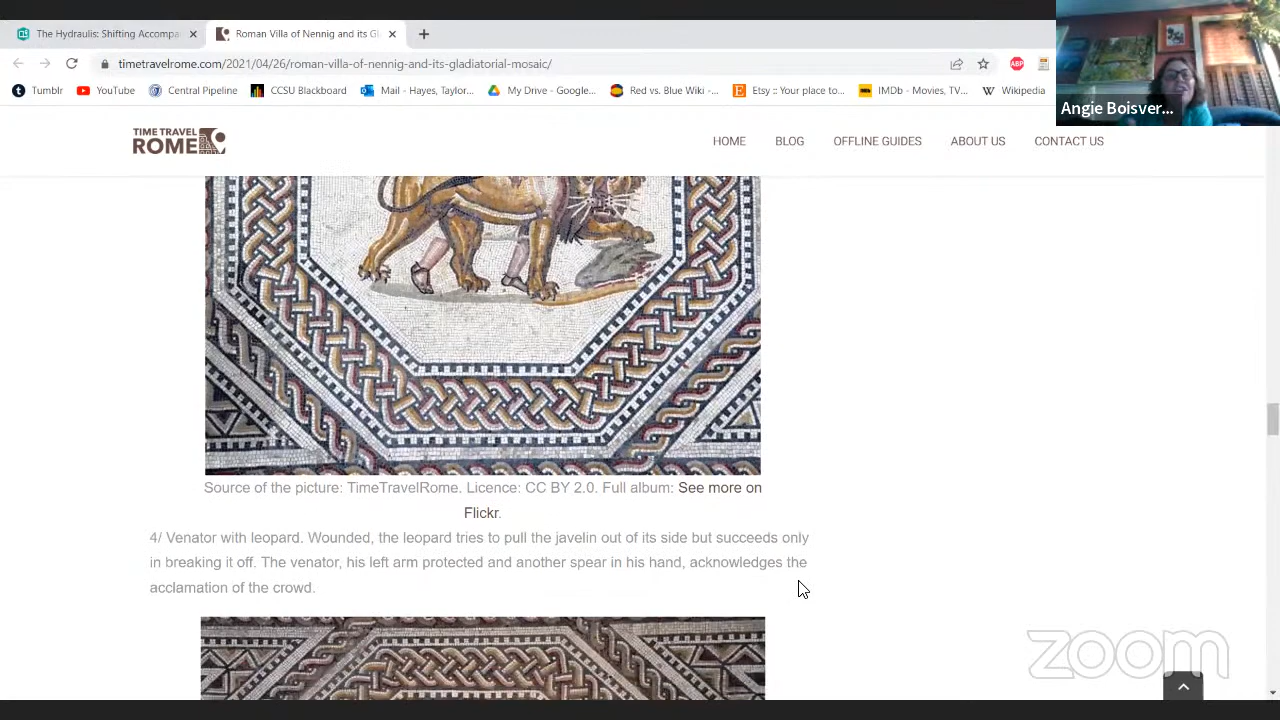 The Hydraulis: Shifting Accompa
Roman Villa of Nennig and its Gl
timetravelrome.com/2021/04/26/roman-villa-of-nennig-and-its-gladiatorial-mosaic/
ABP
Tumblr YouTube Central Pipeline CCSU Blackboard Mail - Hayes, Taylor... My Drive - Google... Red vs. Blue Wiki -... Etsy :: Your place to... IMDb - Movies, TV... Wikipedia
Angie Boisver...
TIME TRAVEL
ROME
HOME BLOG OFFLINE GUIDES ABOUT US CONTACT US
Source of the picture: TimeTravelRome. Licence: CC BY 2.0. Full album: See more on
Flickr.
4/ Venator with leopard. Wounded, the leopard tries to pull the javelin out of its side but succeeds only
in breaking it off. The venator, his left arm protected and another spear in his hand, acknowledges the
acclamation of the crowd.
zoom